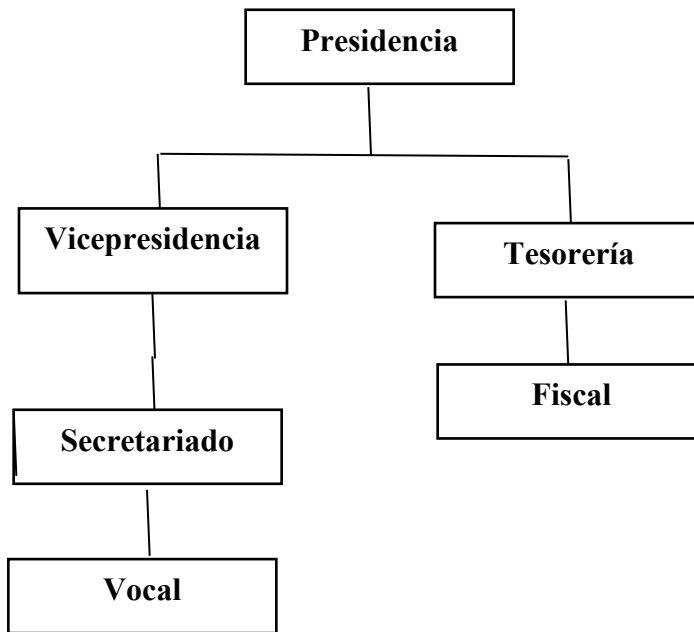 Presidencia
Vicepresidencia
Tesorería
Fiscal
Secretariado
Vocal